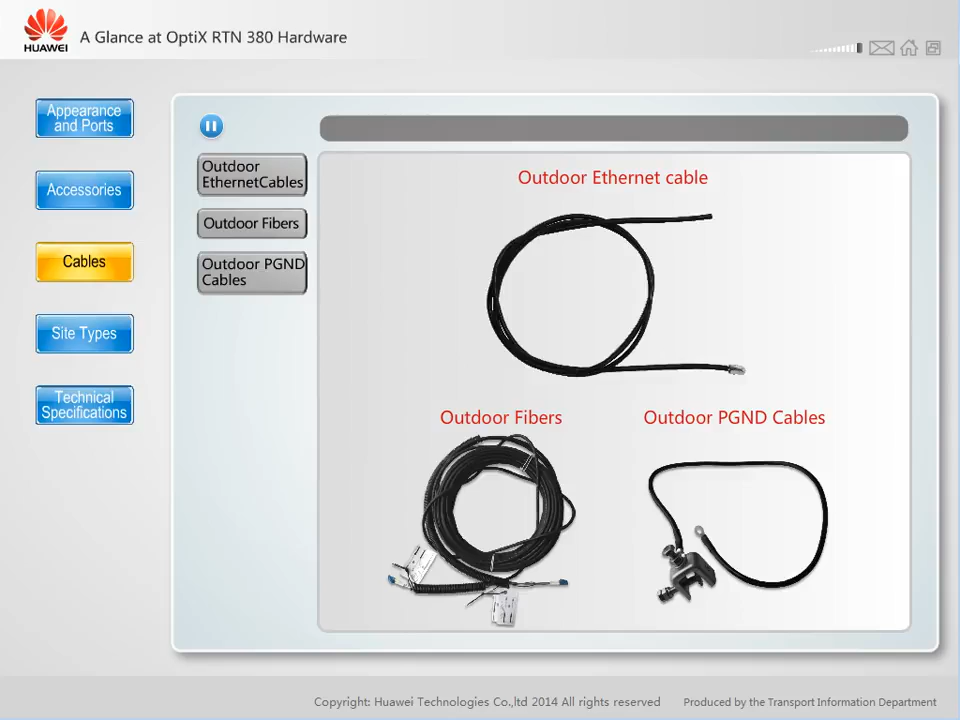 HUAWEI
A Glance at OptiX RTN 380 Hardware
Appearance
and Ports
Accessories
Cables
Site Types
Technical
Specifications
Outdoor
EthernetCables
Outdoor Fibers
Outdoor PGND
Cables
Outdoor Ethernet cable
Outdoor Fibers
Outdoor PGND Cables
Copyright: Huawei Technologies Co.,ltd 2014 All rights reserved
Produced by the Transport Information Department